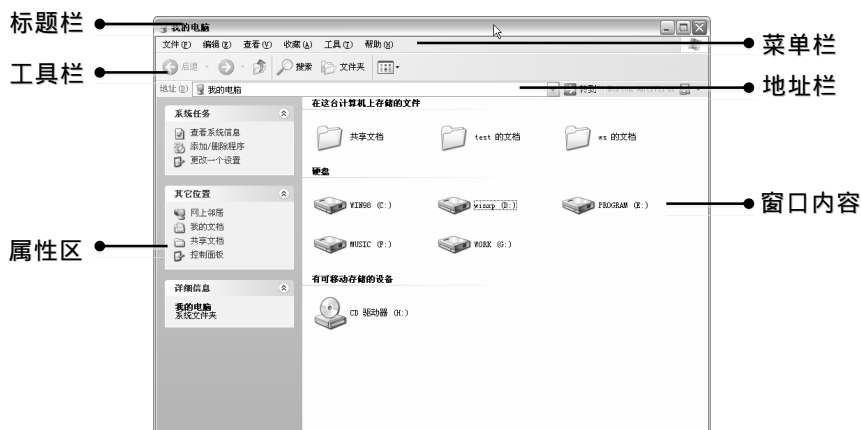 标题栏
我的电脑
文件(F) 编辑(E) 查看(V) 收藏(A) 工具(T) 帮助(H)
菜单栏
工具栏
后退 搜索 文件夹
地址栏
地址(D) 我的电脑 转到 Norton AntiVirus
系统任务
查看系统信息
添加/删除程序
更改一个设置
其它位置
网上邻居
我的文档
共享文档
控制面板
属性区
详细信息
我的电脑
系统文件夹
在这台计算机上存储的文件
共享文档 test 的文档 ws 的文档
硬盘
WIN98 (C:) winxp (D:) PROGRAM (E:)
窗口内容
MUSIC (F:) WORK (G:)
有可移动存储的设备
CD 驱动器 (H:)